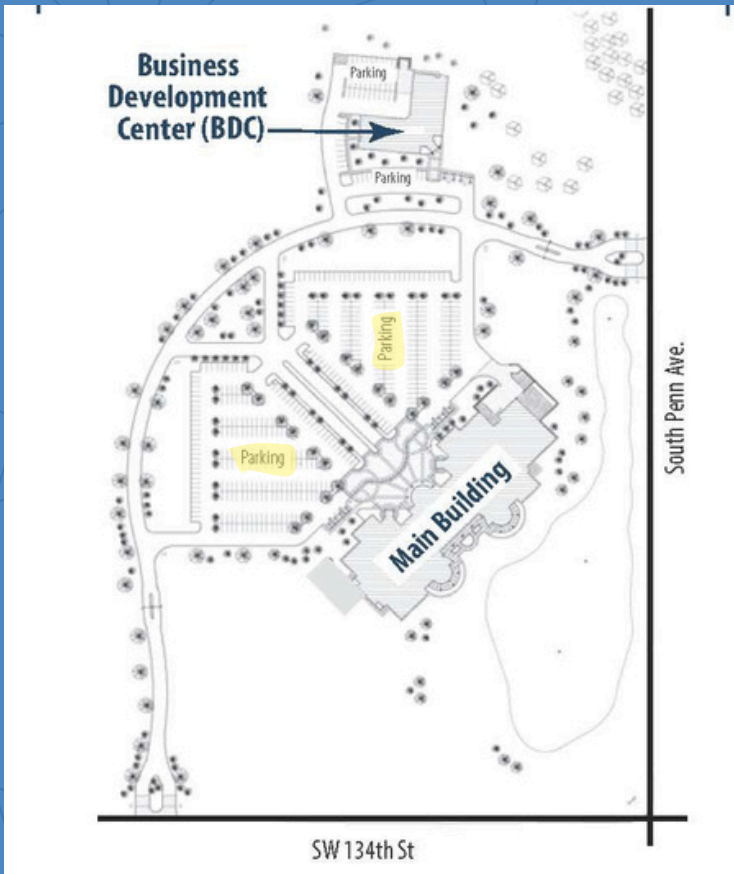 Business
Development
Center (BDC)
Parking
Parking
Parking
Parking
Main Building
South Penn Ave.
SW 134th St